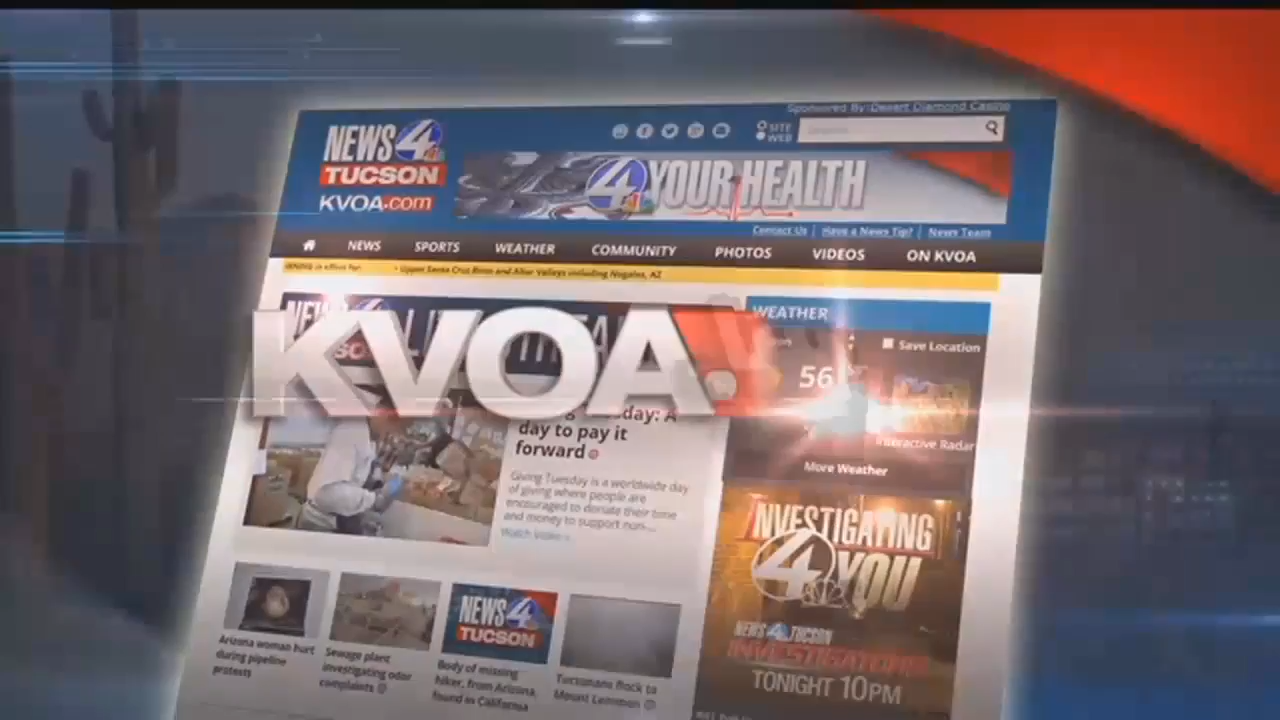 Sponsored By: Desert Diamond Casino
NEWS 4
TUCSON
KVOA.com
SITE
WEB
4 YOUR HEALTH
Contact Us | Have a News Tip? | News Team
NEWS SPORTS WEATHER COMMUNITY PHOTOS VIDEOS ON KVOA
Upper Santa Cruz River and Altar Valleys including Nogales, AZ
KVOA.
WEATHER
Save Location
56
Interactive Radar
More Weather
day: A
day to pay it
forward
Giving Tuesday is a worldwide day
of giving where people are
encouraged to donate their time
and money to support non-...
Watch Video »
INVESTIGATING
4 YOU
NEWS 4 TUCSON
INVESTIGATORS
TONIGHT 10PM
Arizona woman hurt
during pipeline
protests
Sewage plant
investigating odor
complaints
NEWS 4
TUCSON
Body of missing
hiker, from Arizona,
found in California
Tucsonans flock to
Mount Lemmon